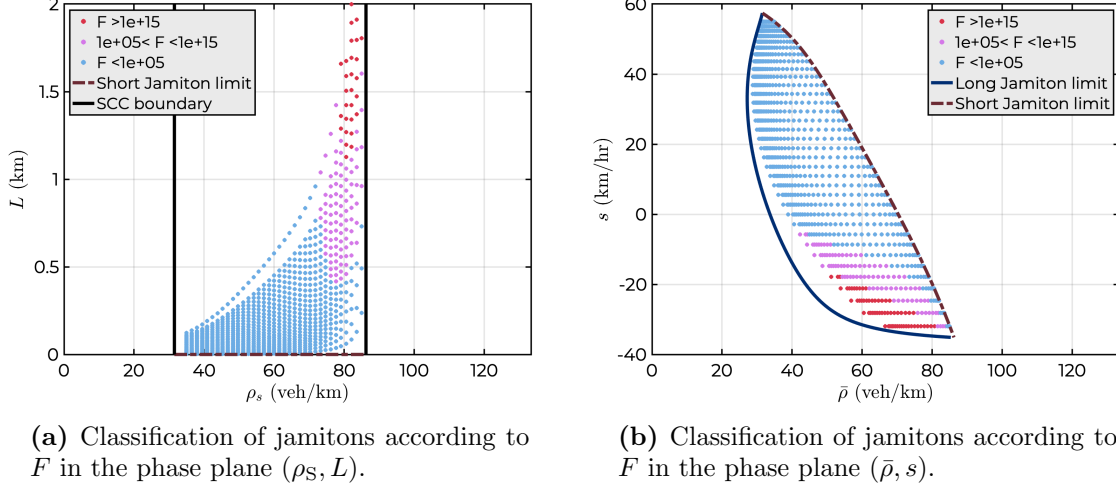 2
1.5
1
0.5
0
L (km)
0 20 40 60 80 100 120
ρ_s (veh/km)
F >1e+15
1e+05< F <1e+15
F <1e+05
Short Jamiton limit
SCC boundary
60
40
20
0
-20
-40
s (km/hr)
0 20 40 60 80 100 120
ρ̄ (veh/km)
F >1e+15
1e+05< F <1e+15
F <1e+05
Long Jamiton limit
Short Jamiton limit
(a) Classification of jamitons according to
F in the phase plane (ρ_S, L).
(b) Classification of jamitons according to
F in the phase plane (ρ̄, s).